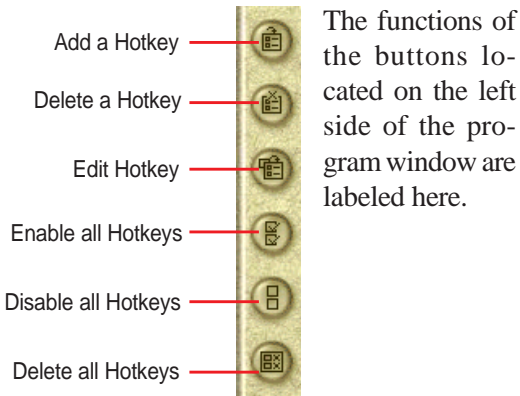 Add a Hotkey
Delete a Hotkey
Edit Hotkey
Enable all Hotkeys
Disable all Hotkeys
Delete all Hotkeys
The functions of
the buttons lo-
cated on the left
side of the pro-
gram window are
labeled here.